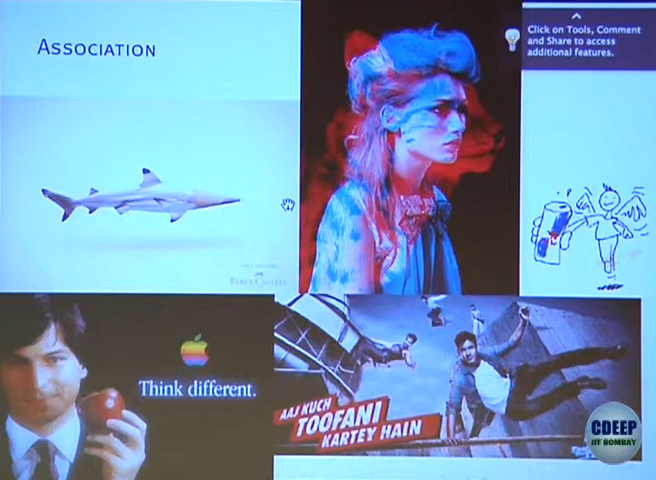 ASSOCIATION
Click on Tools, Comment
and Share to access
additional features.
FABER-CASTELL
Think different.
AAJ KUCH
TOOFANI
KARTEY HAIN
CDEEP
IIT BOMBAY